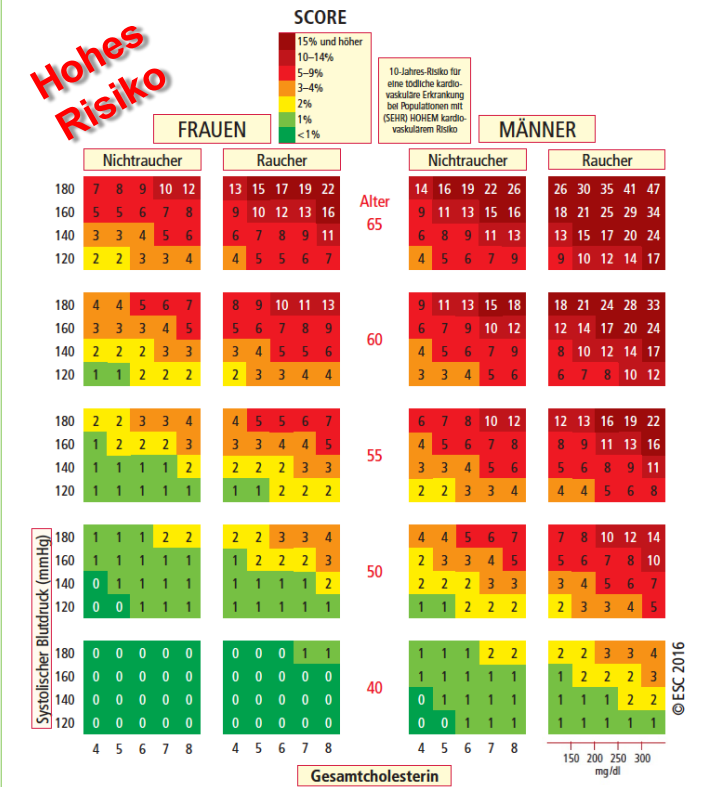 SCORE
Hohes
Risiko
15% und höher
10–14%
5–9%
3–4%
2%
1%
<1%
10-Jahres-Risiko für
eine tödliche kardio-
vaskuläre Erkrankung
bei Populationen mit
(SEHR) HOHEM kardio-
vaskulärem Risiko
FRAUEN MÄNNER
Nichtraucher Raucher Nichtraucher Raucher
Alter
180 7 8 9 10 12 13 15 17 19 22 14 16 19 22 26 26 30 35 41 47
160 5 5 6 7 8 9 10 12 13 16 9 11 13 15 16 18 21 25 29 34
65
140 3 3 4 5 6 6 7 8 9 11 6 8 9 11 13 13 15 17 20 24
120 2 2 3 3 4 4 5 5 6 7 4 5 6 7 9 9 10 12 14 17
180 4 4 5 6 7 8 9 10 11 13 9 11 13 15 18 18 21 24 28 33
160 3 3 3 4 5 5 6 7 8 9 6 7 9 10 12 12 14 17 20 24
60
140 2 2 2 3 3 3 4 5 5 6 4 5 6 7 9 8 10 12 14 17
120 1 1 2 2 2 2 3 3 4 4 3 3 4 5 6 6 7 8 10 12
180 2 2 3 3 4 4 5 5 6 7 6 7 8 10 12 12 13 16 19 22
160 1 2 2 2 3 3 3 4 4 5 4 5 6 7 8 8 9 11 13 16
55
140 1 1 1 1 2 2 2 2 3 3 3 3 4 5 6 5 6 8 9 11
120 1 1 1 1 1 1 1 2 2 2 2 2 3 3 4 4 4 5 6 8
180 1 1 1 2 2 2 2 3 3 4 4 4 5 6 7 7 8 10 12 14
160 1 1 1 1 1 1 2 2 2 3 2 3 3 4 5 5 6 7 8 10
50
140 0 1 1 1 1 1 1 1 1 2 2 2 2 3 3 3 4 5 6 7
120 0 0 1 1 1 1 1 1 1 1 1 1 2 2 2 2 3 3 4 5
180 0 0 0 0 0 0 0 0 1 1 1 1 1 2 2 2 2 3 3 4
160 0 0 0 0 0 0 0 0 0 0 1 1 1 1 1 1 2 2 2 3
40
140 0 0 0 0 0 0 0 0 0 0 0 1 1 1 1 1 1 1 2 2
120 0 0 0 0 0 0 0 0 0 0 0 0 1 1 1 1 1 1 1 1
Systolischer Blutdruck (mmHg)
© ESC 2016
4 5 6 7 8 4 5 6 7 8 4 5 6 7 8
150 200 250 300
mg/dl
Gesamtcholesterin